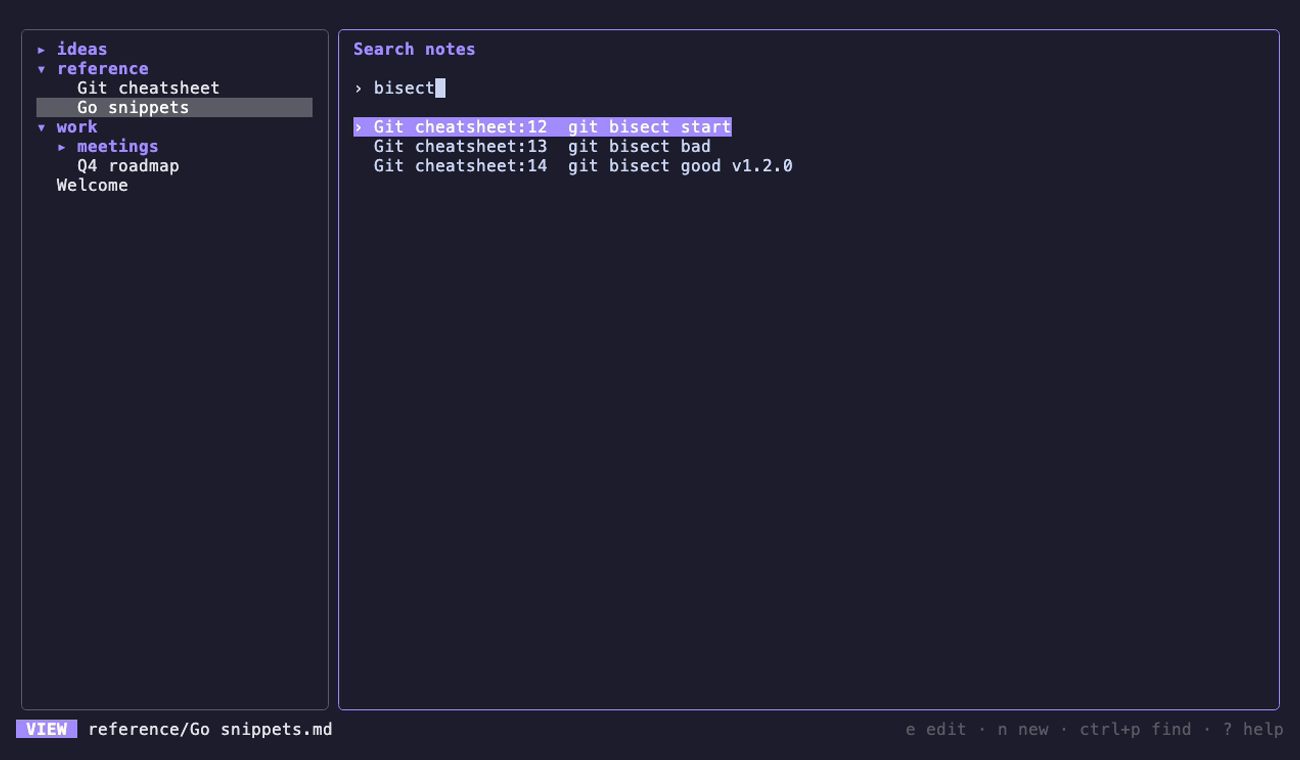 ▸ ideas
▾ reference
Git cheatsheet
Go snippets
▾ work
▸ meetings
Q4 roadmap
Welcome
Search notes
› bisect
› Git cheatsheet:12  git bisect start
Git cheatsheet:13  git bisect bad
Git cheatsheet:14  git bisect good v1.2.0
VIEW reference/Go snippets.md
e edit · n new · ctrl+p find · ? help